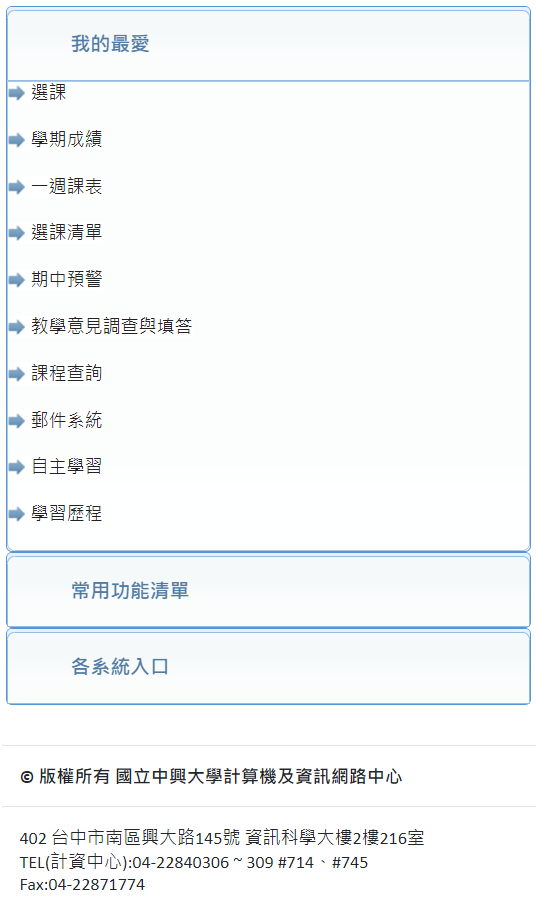 我的最愛
選課
學期成績
一週課表
選課清單
期中預警
教學意見調查與填答
課程查詢
郵件系統
自主學習
學習歷程
常用功能清單
各系統入口
© 版權所有 國立中興大學計算機及資訊網路中心
402 台中市南區興大路145號 資訊科學大樓2樓216室
TEL(計資中心):04-22840306 ~ 309 #714、#745
Fax:04-22871774